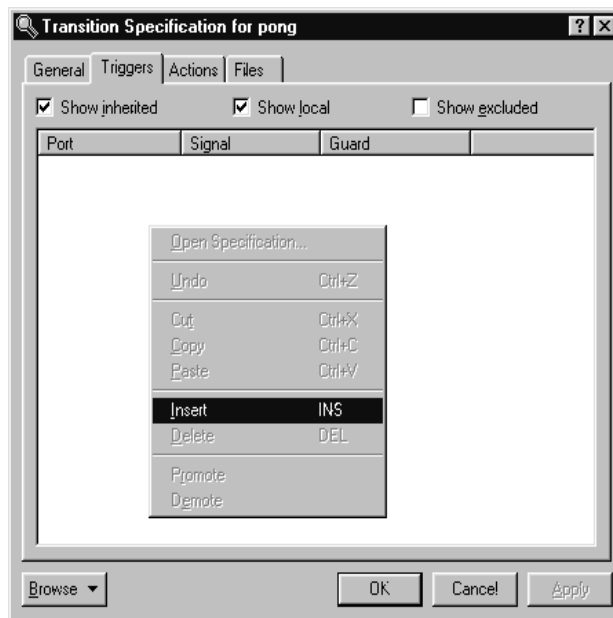 Transition Specification for pong
General Triggers Actions Files
Show inherited Show local Show excluded
Port Signal Guard
Open Specification...
Undo Ctrl+Z
Cut Ctrl+X
Copy Ctrl+C
Paste Ctrl+V
Insert INS
Delete DEL
Promote
Demote
Browse OK Cancel Apply